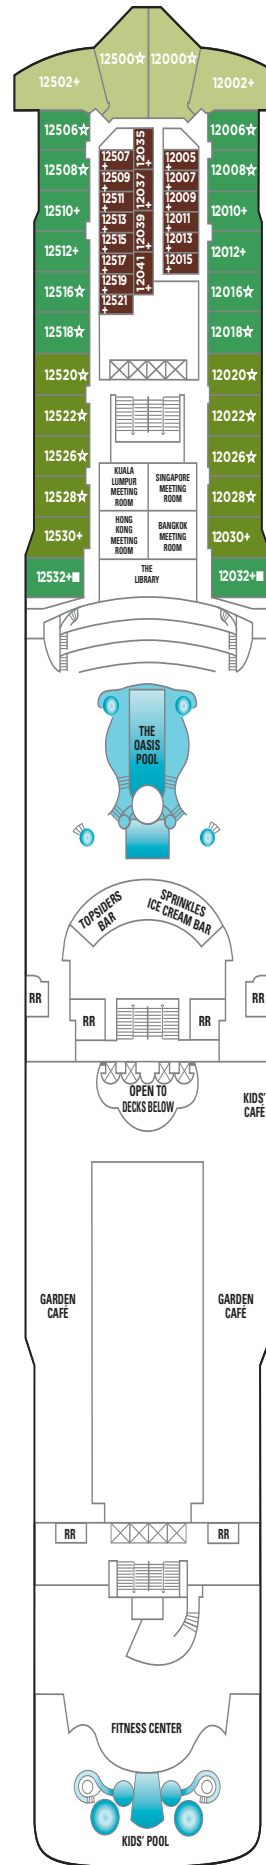 12500☆ 12000☆
12502+ 12002+
12506☆ 12006☆
12035
+
12507
+
12005
+
12508☆ 12008☆
12509
+
12037
+
12007
+
12510+ 12010+
12511
+
12009
+
12513
+
12039
+
12011
+
12512+ 12012+
12515
+
12013
+
12517
+
12041
+
12015
+
12516☆ 12016☆
12519
+
12521
+
12518☆ 12018☆
12520☆ 12020☆
12522☆ 12022☆
12526☆ 12026☆
KUALA
LUMPUR
MEETING
ROOM
SINGAPORE
MEETING
ROOM
12528☆ 12028☆
HONG
KONG
MEETING
ROOM
BANGKOK
MEETING
ROOM
12530+ 12030+
12532+■ 12032+■
THE
LIBRARY
THE
OASIS
POOL
TOPSIDERS
BAR
SPRINKLES
ICE CREAM BAR
RR RR
RR RR
OPEN TO
DECKS BELOW
KIDS'
CAFÉ
GARDEN
CAFÉ
GARDEN
CAFÉ
RR RR
FITNESS CENTER
KIDS' POOL